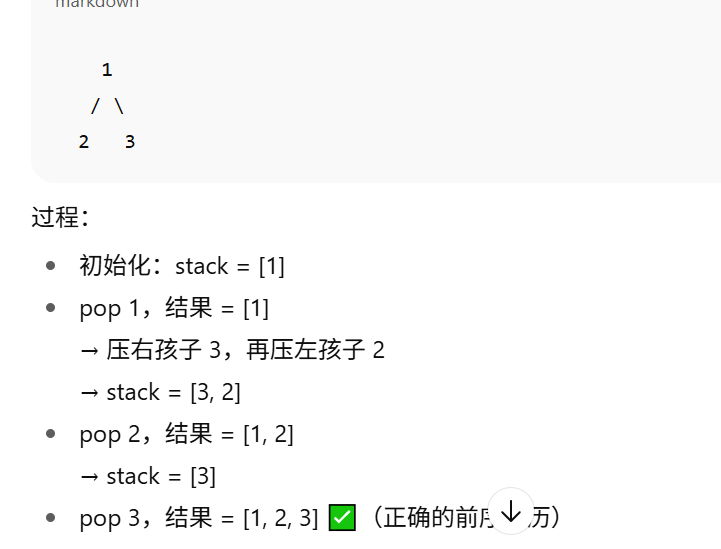 markdown
1
/ \
2 3
过程：
初始化：stack = [1]
pop 1，结果 = [1]
→ 压右孩子 3，再压左孩子 2
→ stack = [3, 2]
pop 2，结果 = [1, 2]
→ stack = [3]
pop 3，结果 = [1, 2, 3] ✅（正确的前序 历）